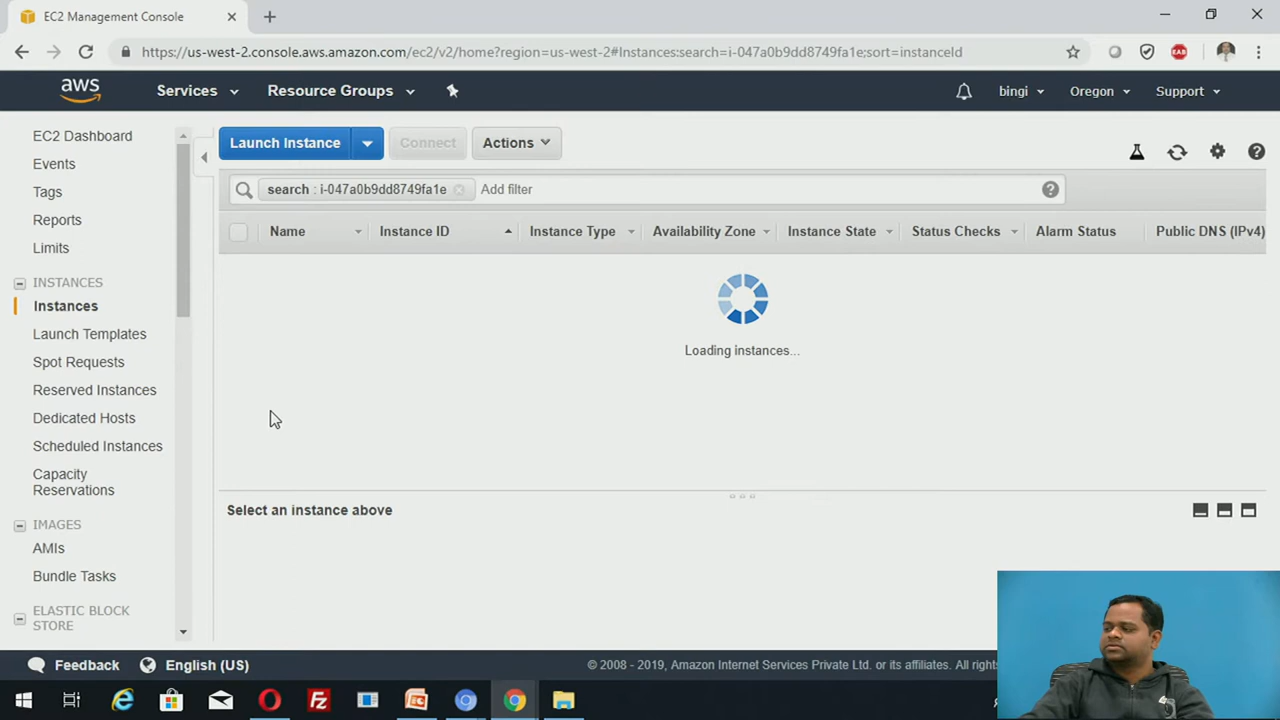 EC2 Management Console
https://us-west-2.console.aws.amazon.com/ec2/v2/home?region=us-west-2#Instances:search=i-047a0b9dd8749fa1e;sort=instanceId
EAB
aws Services Resource Groups bingi Oregon Support
EC2 Dashboard
Events
Tags
Reports
Limits
INSTANCES
Instances
Launch Templates
Spot Requests
Reserved Instances
Dedicated Hosts
Scheduled Instances
Capacity
Reservations
IMAGES
AMIs
Bundle Tasks
ELASTIC BLOCK
STORE
Launch Instance Connect Actions
search : i-047a0b9dd8749fa1e Add filter
Name Instance ID Instance Type Availability Zone Instance State Status Checks Alarm Status Public DNS (IPv4)
Loading instances...
Select an instance above
Feedback English (US) © 2008 - 2019, Amazon Internet Services Private Ltd. or its affiliates. All righ